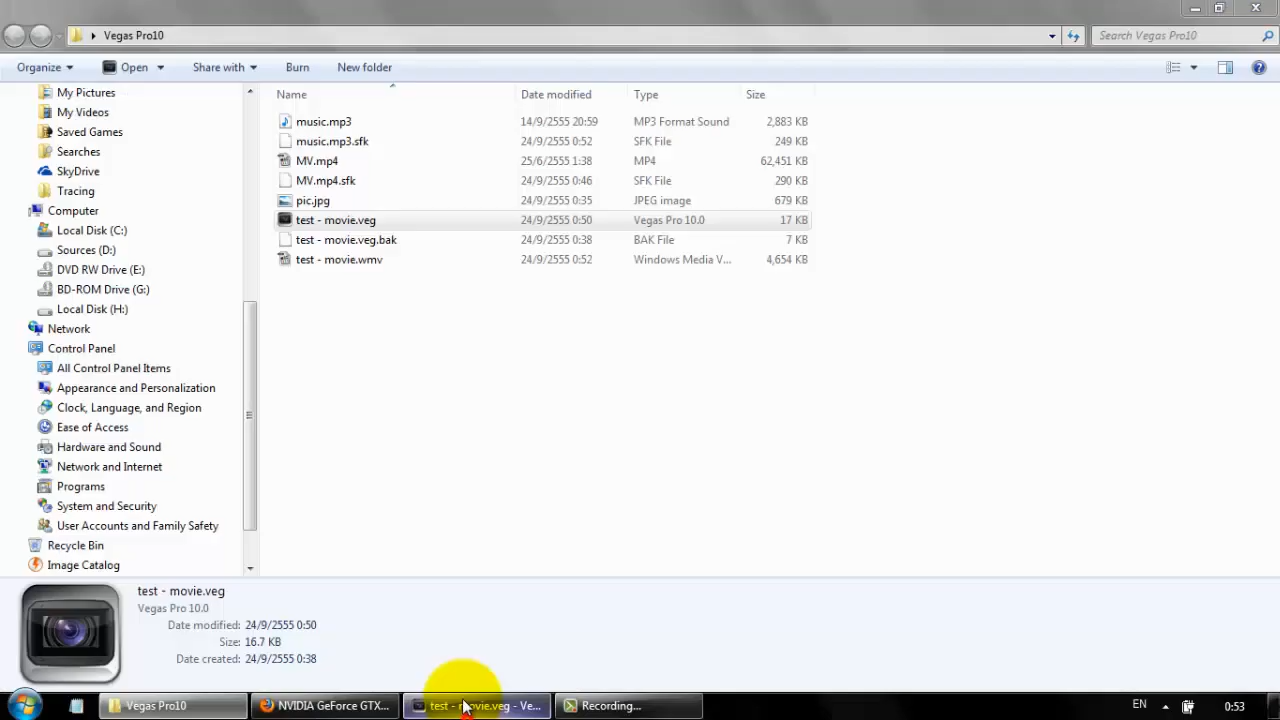 Vegas Pro10
Search Vegas Pro10
Organize Open Share with Burn New folder
Name Date modified Type Size
My Pictures
My Videos
Saved Games
Searches
SkyDrive
Tracing
Computer
Local Disk (C:)
Sources (D:)
DVD RW Drive (E:)
BD-ROM Drive (G:)
Local Disk (H:)
Network
Control Panel
All Control Panel Items
Appearance and Personalization
Clock, Language, and Region
Ease of Access
Hardware and Sound
Network and Internet
Programs
System and Security
User Accounts and Family Safety
Recycle Bin
Image Catalog
music.mp3 14/9/2555 20:59 MP3 Format Sound 2,883 KB
music.mp3.sfk 24/9/2555 0:52 SFK File 249 KB
MV.mp4 25/6/2555 1:38 MP4 62,451 KB
MV.mp4.sfk 24/9/2555 0:46 SFK File 290 KB
pic.jpg 24/9/2555 0:35 JPEG image 679 KB
test - movie.veg 24/9/2555 0:50 Vegas Pro 10.0 17 KB
test - movie.veg.bak 24/9/2555 0:38 BAK File 7 KB
test - movie.wmv 24/9/2555 0:52 Windows Media V... 4,654 KB
test - movie.veg
Vegas Pro 10.0
Date modified: 24/9/2555 0:50
Size: 16.7 KB
Date created: 24/9/2555 0:38
Vegas Pro10 NVIDIA GeForce GTX... test - movie.veg - Ve... Recording... EN 0:53